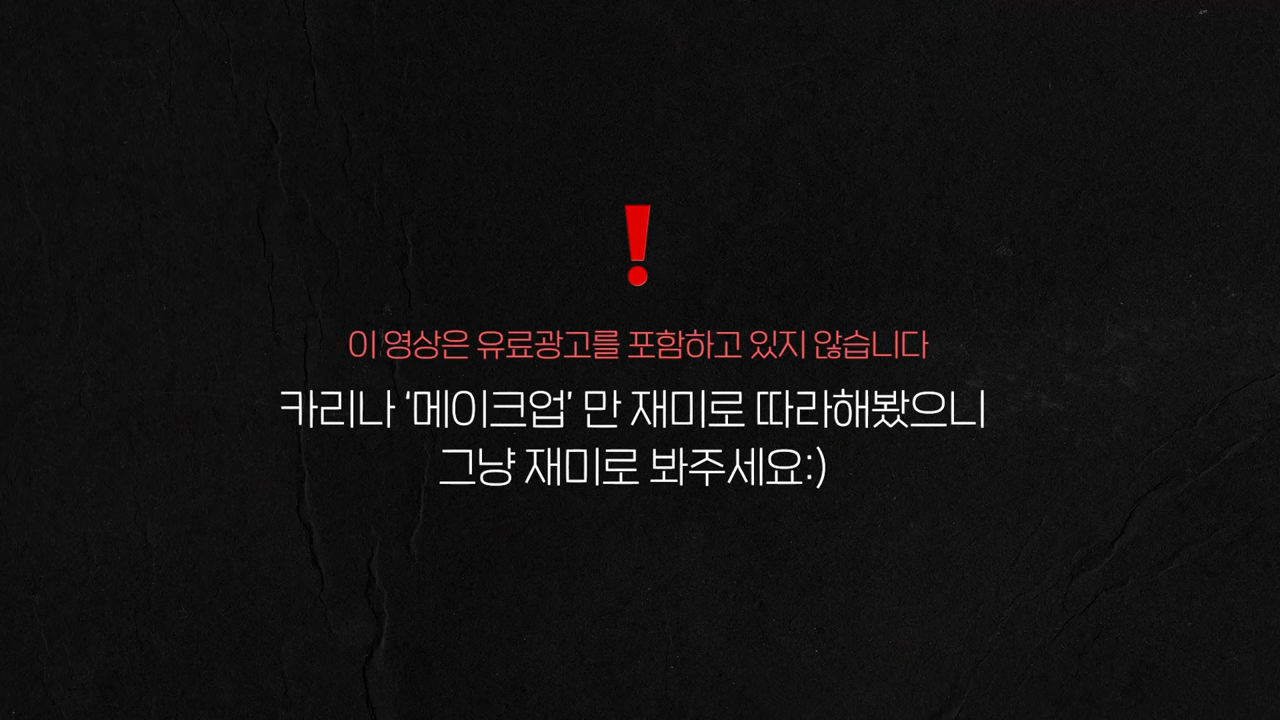 !
이 영상은 유료광고를 포함하고 있지 않습니다
카리나 ‘메이크업’ 만 재미로 따라해봤으니
그냥 재미로 봐주세요:)